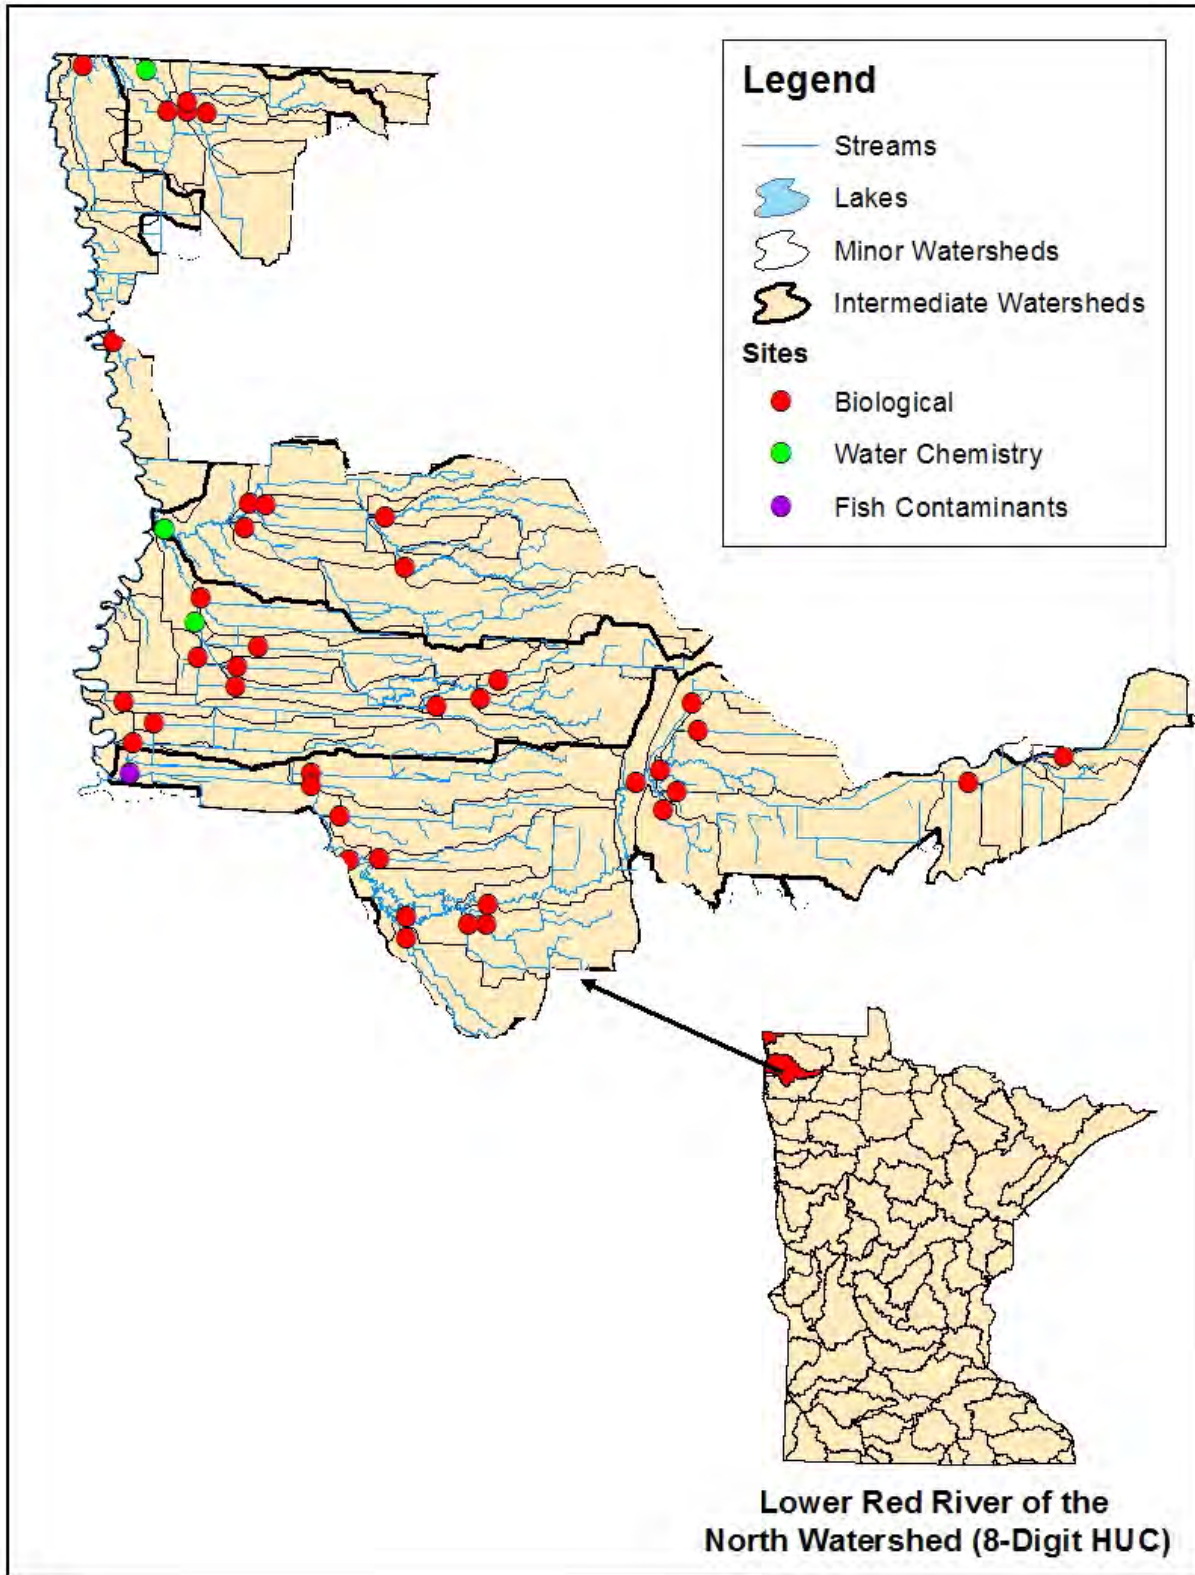 Legend
Streams
Lakes
Minor Watersheds
Intermediate Watersheds
Sites
Biological
Water Chemistry
Fish Contaminants
Lower Red River of the
North Watershed (8-Digit HUC)